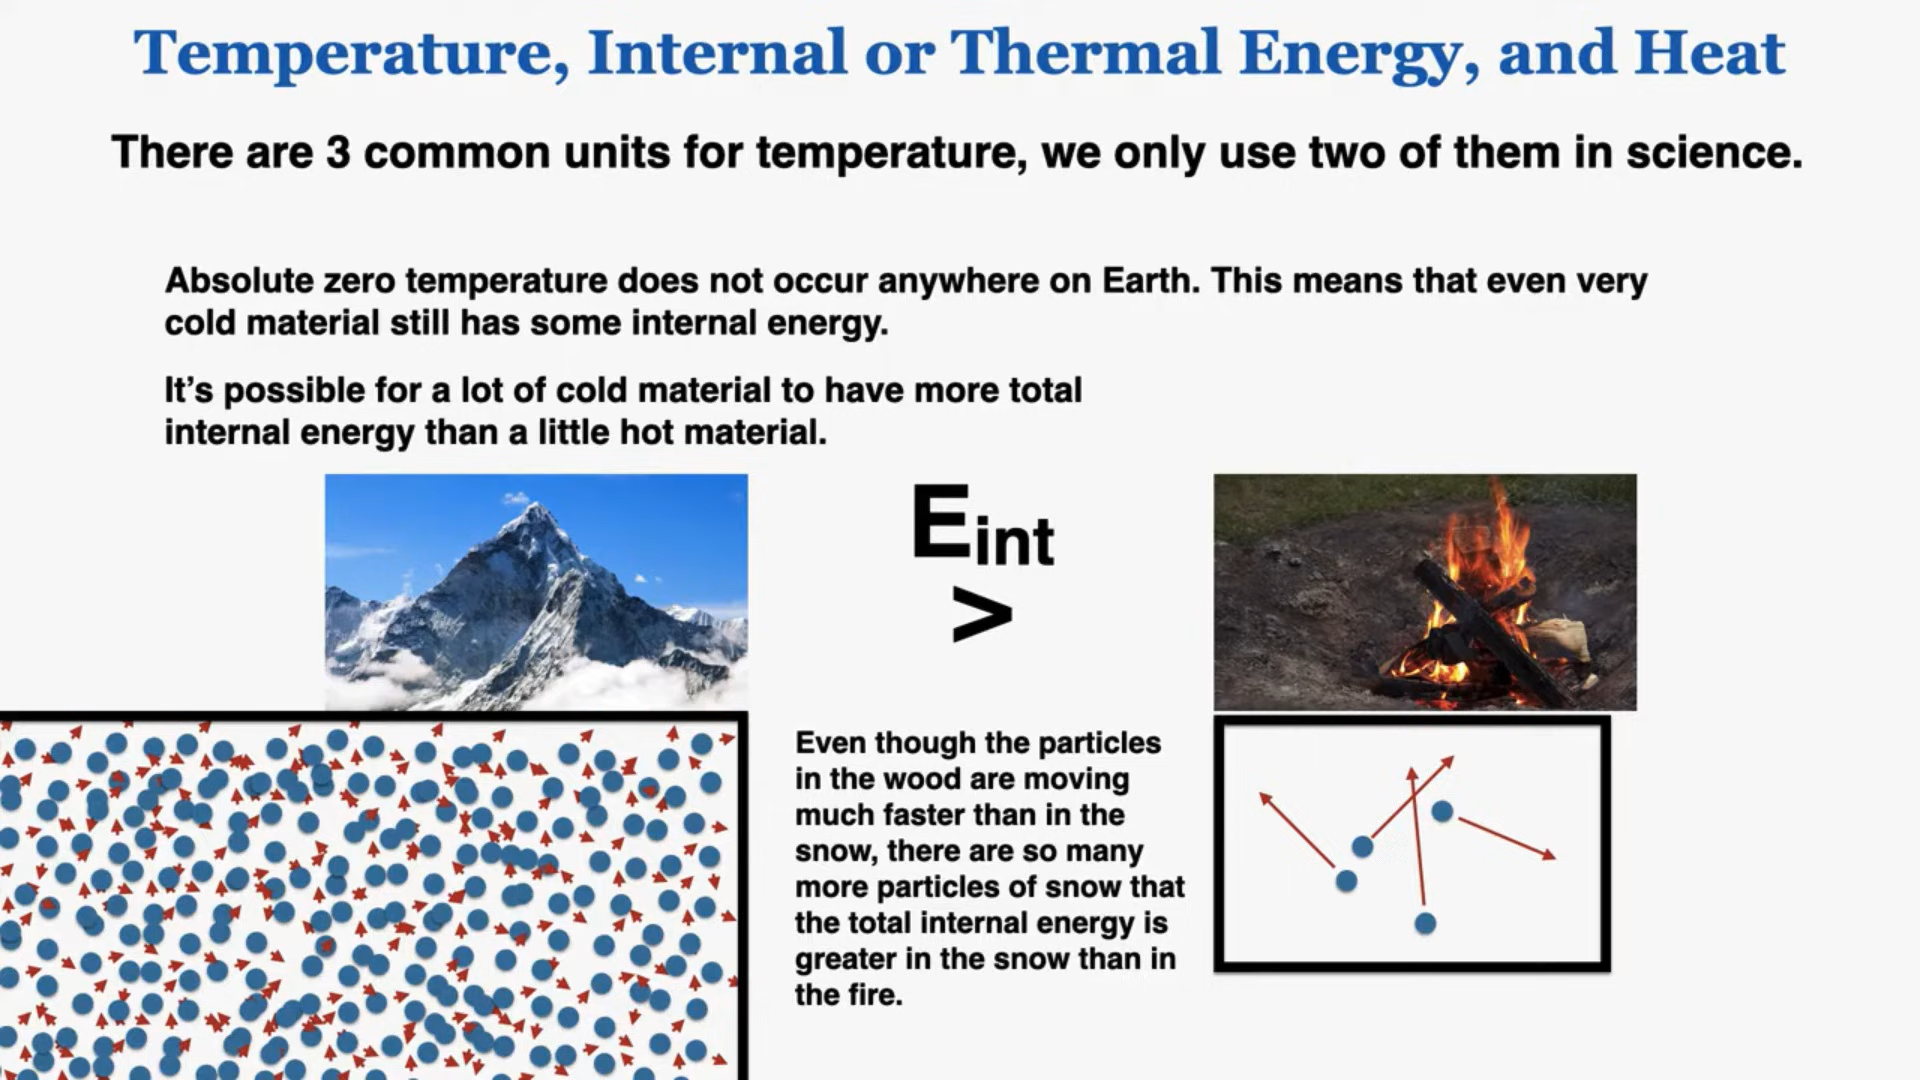 Temperature, Internal or Thermal Energy, and Heat
There are 3 common units for temperature, we only use two of them in science.
Absolute zero temperature does not occur anywhere on Earth. This means that even very
cold material still has some internal energy.
It’s possible for a lot of cold material to have more total
internal energy than a little hot material.
Eint
>
Even though the particles
in the wood are moving
much faster than in the
snow, there are so many
more particles of snow that
the total internal energy is
greater in the snow than in
the fire.